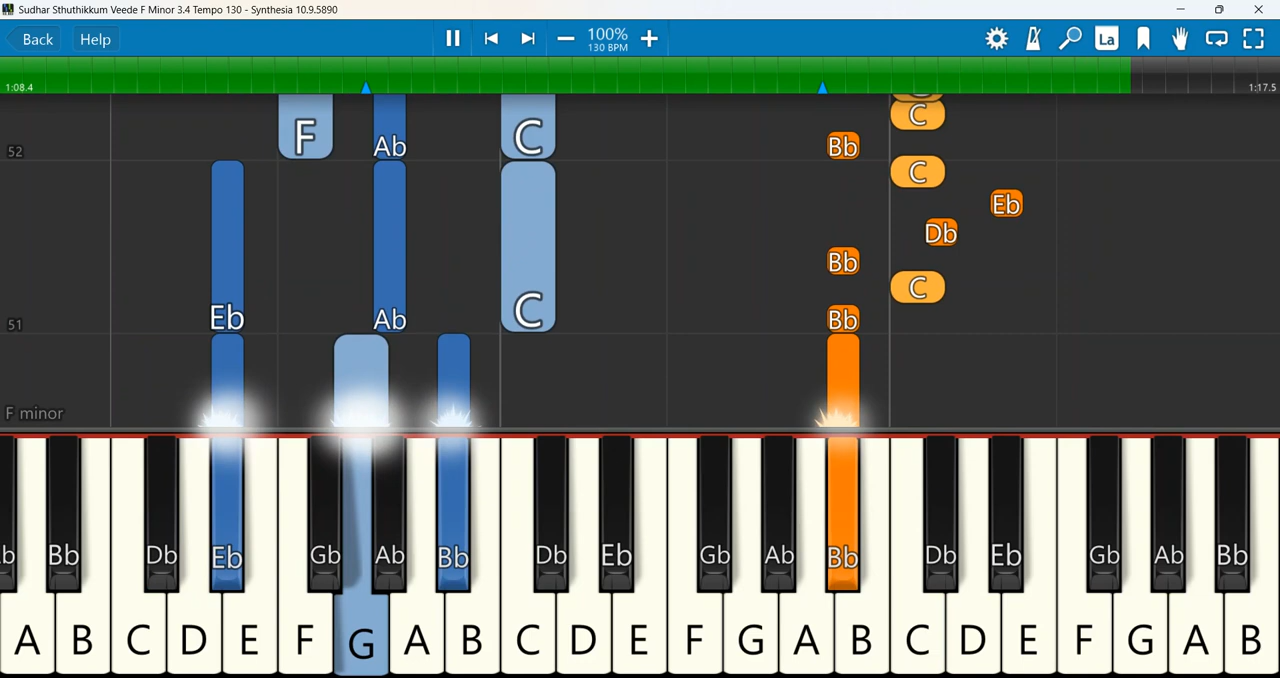 Sudhar Sthuthikkum Veede F Minor 3.4 Tempo 130 - Synthesia 10.9.5890
Back Help 100% La
130 BPM
1:08.4 1:17.5
C
F Ab C Bb
52
C
Eb
Db
Bb
C
Eb Ab C Bb
51
F minor
b Bb Db Eb Gb Ab Bb Db Eb Gb Ab Bb Db Eb Gb Ab Bb
A B C D E F G A B C D E F G A B C D E F G A B